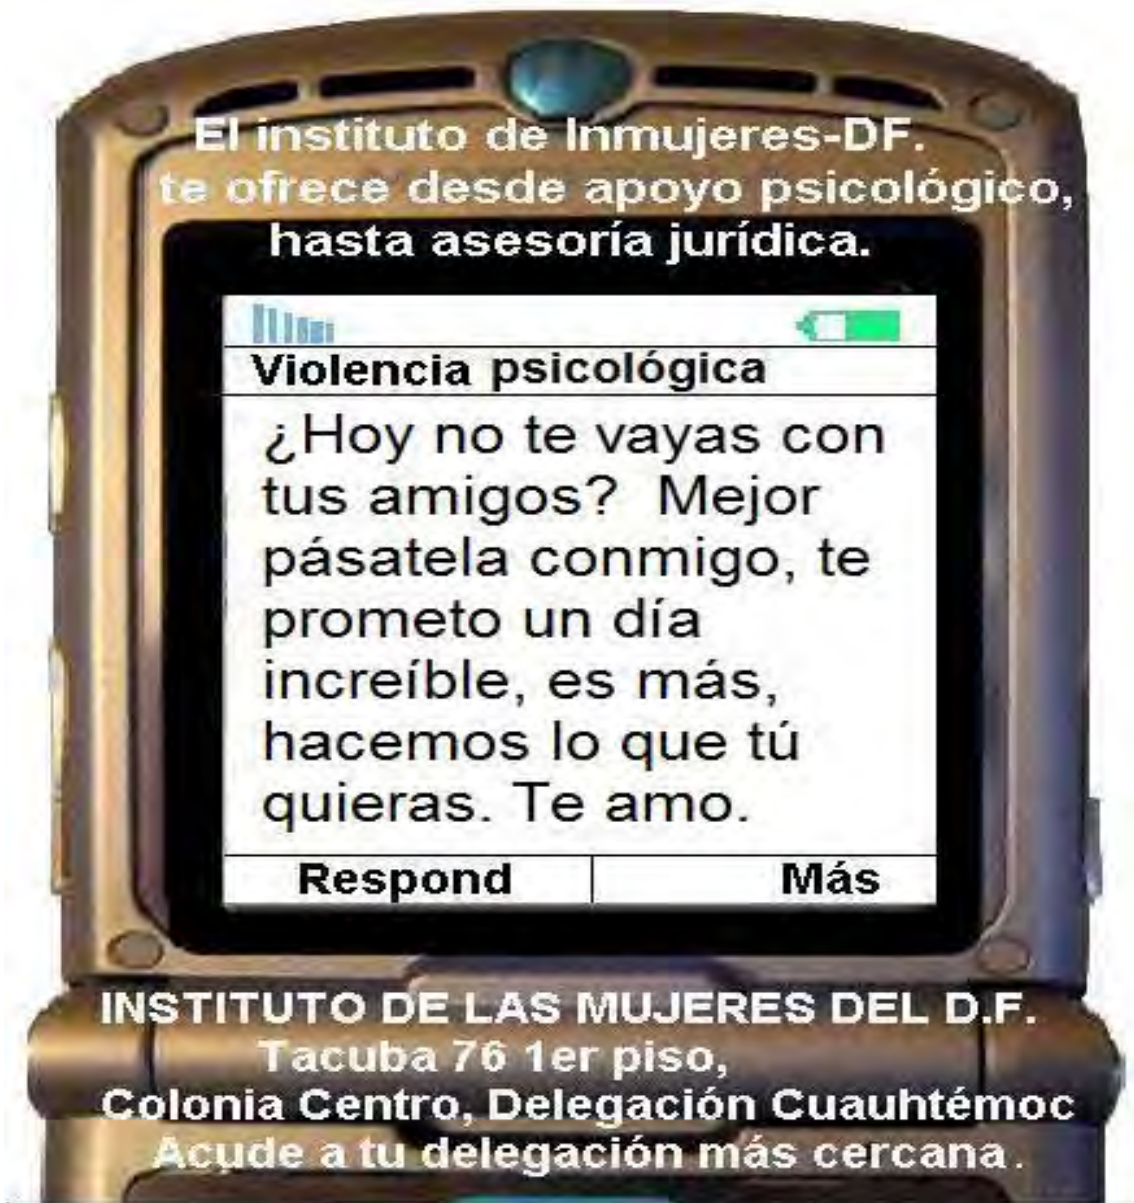 El instituto de Inmujeres-DF.
te ofrece desde apoyo psicológico,
hasta asesoría jurídica.
Violencia psicológica
¿Hoy no te vayas con
tus amigos? Mejor
pásatela conmigo, te
prometo un día
increíble, es más,
hacemos lo que tú
quieras. Te amo.
Respond Más
INSTITUTO DE LAS MUJERES DEL D.F.
Tacuba 76 1er piso,
Colonia Centro, Delegación Cuauhtémoc
Acude a tu delegación más cercana.